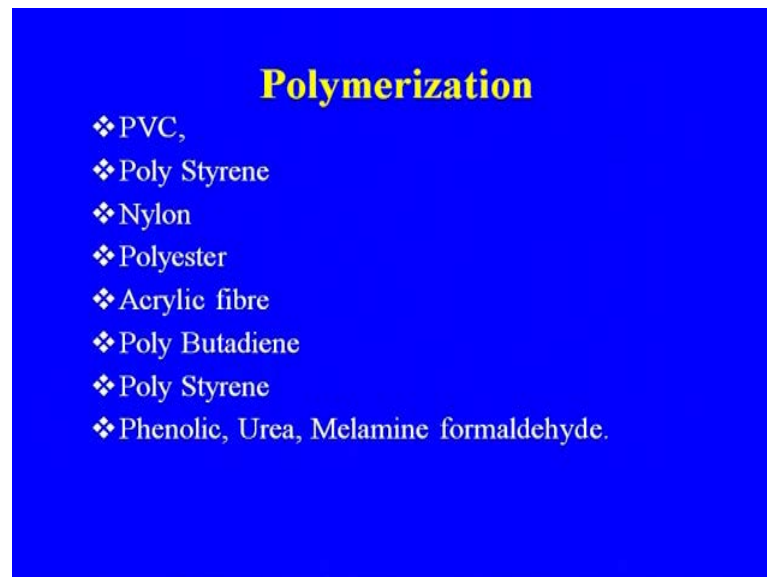 Polymerization
❖PVC,
❖Poly Styrene
❖Nylon
❖Polyester
❖Acrylic fibre
❖Poly Butadiene
❖Poly Styrene
❖Phenolic, Urea, Melamine formaldehyde.